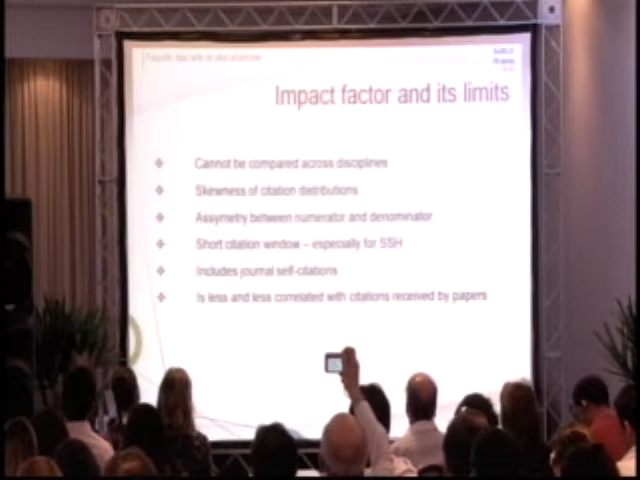 Impact factor and its limits
Cannot be compared across disciplines
Skewness of citation distributions
Assymetry between numerator and denominator
Short citation window – especially for SSH
Includes journal self-citations
Is less and less correlated with citations received by papers